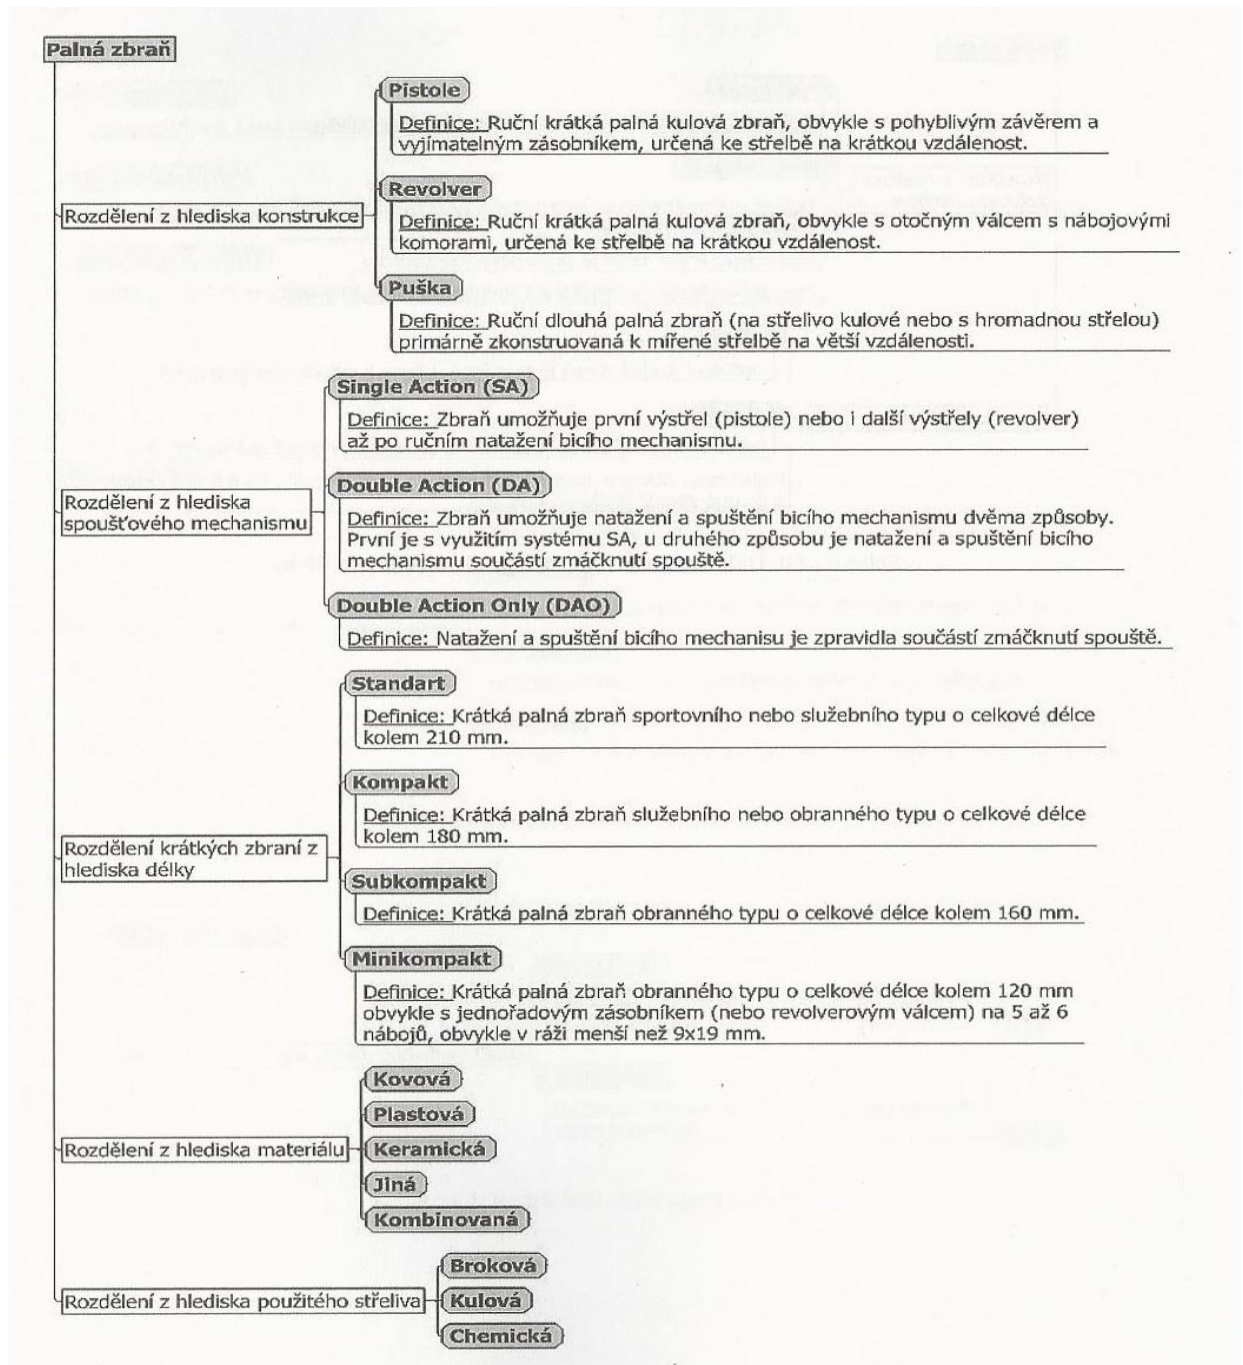 Palná zbraň
Pistole
Definice: Ruční krátká palná kulová zbraň, obvykle s pohyblivým závěrem a
vyjímatelným zásobníkem, určená ke střelbě na krátkou vzdálenost.
Revolver
Rozdělení z hlediska konstrukce
Definice: Ruční krátká palná kulová zbraň, obvykle s otočným válcem s nábojovými
komorami, určená ke střelbě na krátkou vzdálenost.
Puška
Definice: Ruční dlouhá palná zbraň (na střelivo kulové nebo s hromadnou střelou)
primárně zkonstruovaná k mířené střelbě na větší vzdálenosti.
Single Action (SA)
Definice: Zbraň umožňuje první výstřel (pistole) nebo i další výstřely (revolver)
až po ručním natažení bicího mechanismu.
Double Action (DA)
Rozdělení z hlediska
spoušťového mechanismu
Definice: Zbraň umožňuje natažení a spuštění bicího mechanismu dvěma způsoby.
První je s využitím systému SA, u druhého způsobu je natažení a spuštění bicího
mechanismu součástí zmáčknutí spouště.
Double Action Only (DAO)
Definice: Natažení a spuštění bicího mechanisu je zpravidla součástí zmáčknutí spouště.
Standart
Definice: Krátká palná zbraň sportovního nebo služebního typu o celkové délce
kolem 210 mm.
Kompakt
Definice: Krátká palná zbraň služebního nebo obranného typu o celkové délce
kolem 180 mm.
Rozdělení krátkých zbraní z
hlediska délky
Subkompakt
Definice: Krátká palná zbraň obranného typu o celkové délce kolem 160 mm.
Minikompakt
Definice: Krátká palná zbraň obranného typu o celkové délce kolem 120 mm
obvykle s jednořadovým zásobníkem (nebo revolverovým válcem) na 5 až 6
nábojů, obvykle v ráži menší než 9x19 mm.
Kovová
Plastová
Rozdělení z hlediska materiálu
Keramická
Jiná
Kombinovaná
Broková
Rozdělení z hlediska použitého střeliva
Kulová
Chemická